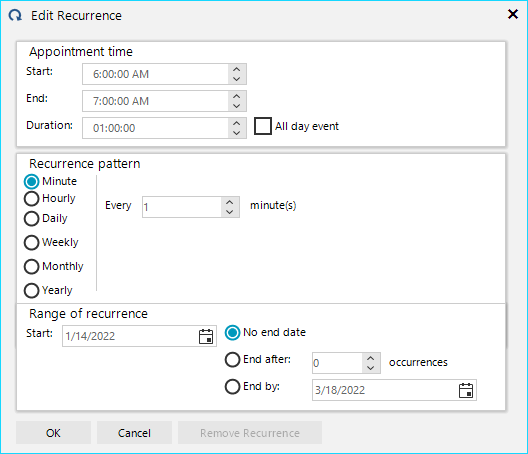 Edit Recurrence
Appointment time
Start: 6:00:00 AM
End: 7:00:00 AM
Duration: 01:00:00 All day event
Recurrence pattern
Minute
Hourly
Every 1 minute(s)
Daily
Weekly
Monthly
Yearly
Range of recurrence
Start: 1/14/2022 No end date
End after: 0 occurrences
End by: 3/18/2022
OK Cancel Remove Recurrence